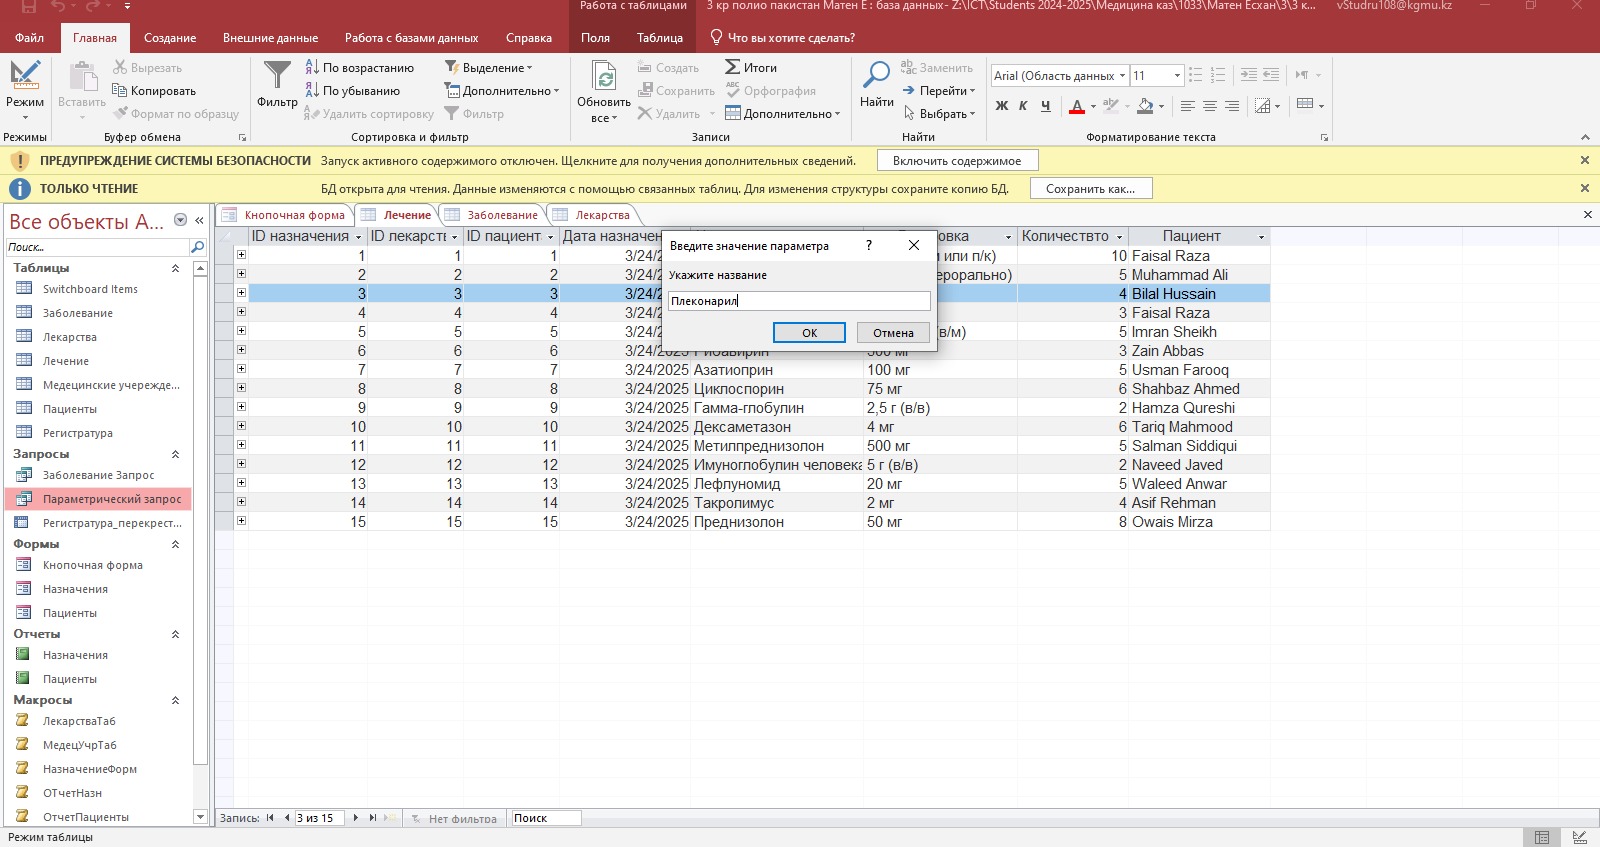 Работа с таблицами
3 кр полио пакистан Матен Е : база данных- Z:\ICT\Students 2024-2025\Медицина каз\1033\Матен Есхан\3\3 к...
vStudru108@kgmu.kz
Файл
Главная
Создание
Внешние данные
Работа с базами данных
Справка
Поля
Таблица
Что вы хотите сделать?
Режим
Режимы
Вставить
Вырезать
Копировать
Формат по образцу
Буфер обмена
Фильтр
По возрастанию
По убыванию
Удалить сортировку
Выделение
Дополнительно
Фильтр
Сортировка и фильтр
Обновить все
Создать
Сохранить
Удалить
Итоги
Орфография
Дополнительно
Записи
Найти
Заменить
Перейти
Выбрать
Найти
Arial (Область данных
11
Ж К Ч
Форматирование текста
ПРЕДУПРЕЖДЕНИЕ СИСТЕМЫ БЕЗОПАСНОСТИ Запуск активного содержимого отключен. Щелкните для получения дополнительных сведений. Включить содержимое
ТОЛЬКО ЧТЕНИЕ БД открыта для чтения. Данные изменяются с помощью связанных таблиц. Для изменения структуры сохраните копию БД. Сохранить как...
Все объекты A...
Поиск...
Таблицы
Switchboard Items
Заболевание
Лекарства
Лечение
Медецинские учережде...
Пациенты
Регистратура
Запросы
Заболевание Запрос
Параметрический запрос
Регистратура_перекрест...
Формы
Кнопочная форма
Назначения
Пациенты
Отчеты
Назначения
Пациенты
Макросы
ЛекарстваТаб
МедецУчрТаб
НазначениеФорм
ОТчетНазн
ОтчетПациенты
Кнопочная форма
Лечение
Заболевание
Лекарства
ID назначения ID лекарств ID пациент Дата назначен овка Количествто Пациент
1 1 1 3/24/2 и или п/к) 10 Faisal Raza
2 2 2 3/24/2 ерорально) 5 Muhammad Ali
3 3 3 3/24/2 4 Bilal Hussain
4 4 4 3/24/2 3 Faisal Raza
5 5 5 3/24/2 (в/м) 5 Imran Sheikh
6 6 6 3/24/2025 Рибавирин 300 мг 3 Zain Abbas
7 7 7 3/24/2025 Азатиоприн 100 мг 5 Usman Farooq
8 8 8 3/24/2025 Циклоспорин 75 мг 6 Shahbaz Ahmed
9 9 9 3/24/2025 Гамма-глобулин 2,5 г (в/в) 2 Hamza Qureshi
10 10 10 3/24/2025 Дексаметазон 4 мг 6 Tariq Mahmood
11 11 11 3/24/2025 Метилпреднизолон 500 мг 5 Salman Siddiqui
12 12 12 3/24/2025 Имуноглобулин человека 5 г (в/в) 2 Naveed Javed
13 13 13 3/24/2025 Лефлуномид 20 мг 5 Waleed Anwar
14 14 14 3/24/2025 Такролимус 2 мг 4 Asif Rehman
15 15 15 3/24/2025 Преднизолон 50 мг 8 Owais Mirza
Введите значение параметра ?
Укажите название
Плеконарил
ОК
Отмена
Запись: 3 из 15 Нет фильтра Поиск
Режим таблицы